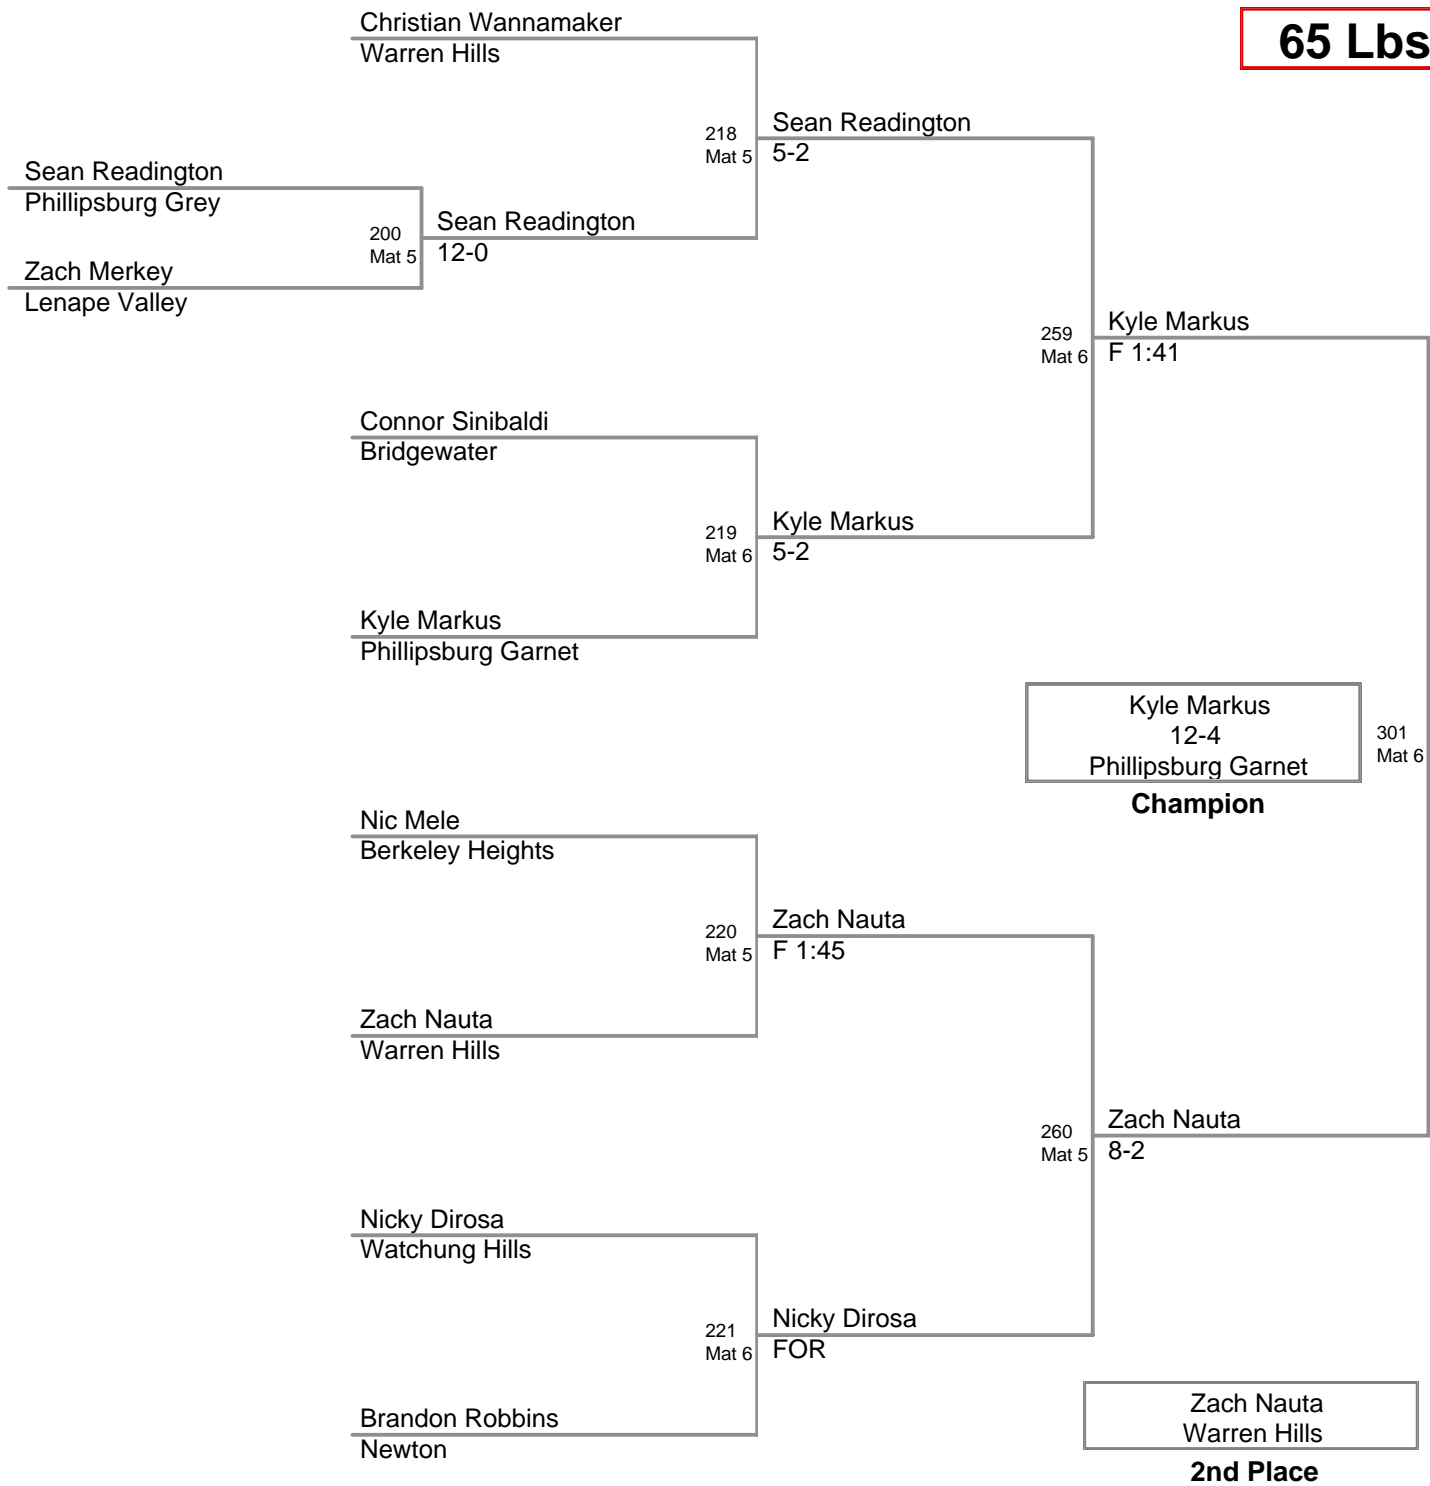 65 Lbs
Christian Wannamaker
Warren Hills
218
Mat 5
Sean Readington
5-2
Sean Readington
Phillipsburg Grey
200
Mat 5
Sean Readington
12-0
Zach Merkey
Lenape Valley
259
Mat 6
Kyle Markus
F 1:41
Connor Sinibaldi
Bridgewater
219
Mat 6
Kyle Markus
5-2
Kyle Markus
Phillipsburg Garnet
Kyle Markus
12-4
Phillipsburg Garnet
Champion
301
Mat 6
Nic Mele
Berkeley Heights
220
Mat 5
Zach Nauta
F 1:45
Zach Nauta
Warren Hills
260
Mat 5
Zach Nauta
8-2
Nicky Dirosa
Watchung Hills
221
Mat 6
Nicky Dirosa
FOR
Brandon Robbins
Newton
Zach Nauta
Warren Hills
2nd Place